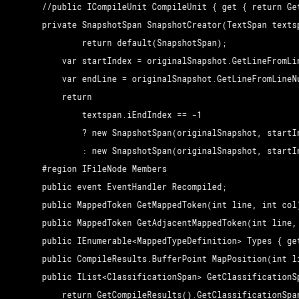 //public ICompileUnit CompileUnit { get { return Get
private SnapshotSpan SnapshotCreator(TextSpan textsp
return default(SnapshotSpan);
var startIndex = originalSnapshot.GetLineFromLin
var endLine = originalSnapshot.GetLineFromLineNu
return
textspan.iEndIndex == -1
? new SnapshotSpan(originalSnapshot, startIn
: new SnapshotSpan(originalSnapshot, startIn
#region IFileNode Members
public event EventHandler Recompiled;
public MappedToken GetMappedToken(int line, int col
public MappedToken GetAdjacentMappedToken(int line,
public IEnumerable<MappedTypeDefinition> Types { get
public CompileResults.BufferPoint MapPosition(int li
public IList<ClassificationSpan> GetClassificationSp
return GetCompileResults().GetClassificationSpan